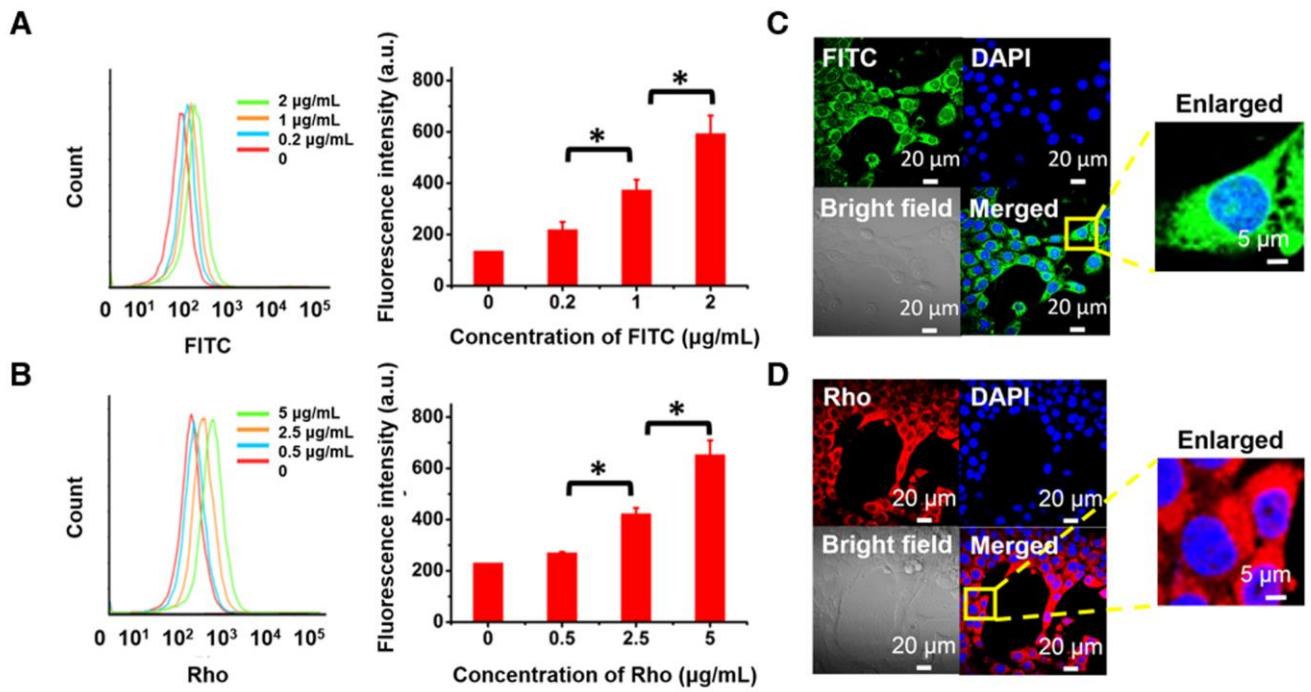 A
Count
2 µg/mL
1 µg/mL
0.2 µg/mL
0
0 10¹ 10² 10³ 10⁴ 10⁵
FITC
Fluorescence intensity (a.u.)
800
600
400
200
0
*
*
0 0.2 1 2
Concentration of FITC (µg/mL)
B
Count
5 µg/mL
2.5 µg/mL
0.5 µg/mL
0
0 10¹ 10² 10³ 10⁴ 10⁵
Rho
Fluorescence intensity (a.u.)
800
600
400
200
0
*
*
0 0.5 2.5 5
Concentration of Rho (µg/mL)
C
FITC
20 µm
DAPI
20 µm
Bright field
20 µm
Merged
20 µm
Enlarged
5 µm
D
Rho
20 µm
DAPI
20 µm
Bright field
20 µm
Merged
20 µm
Enlarged
5 µm